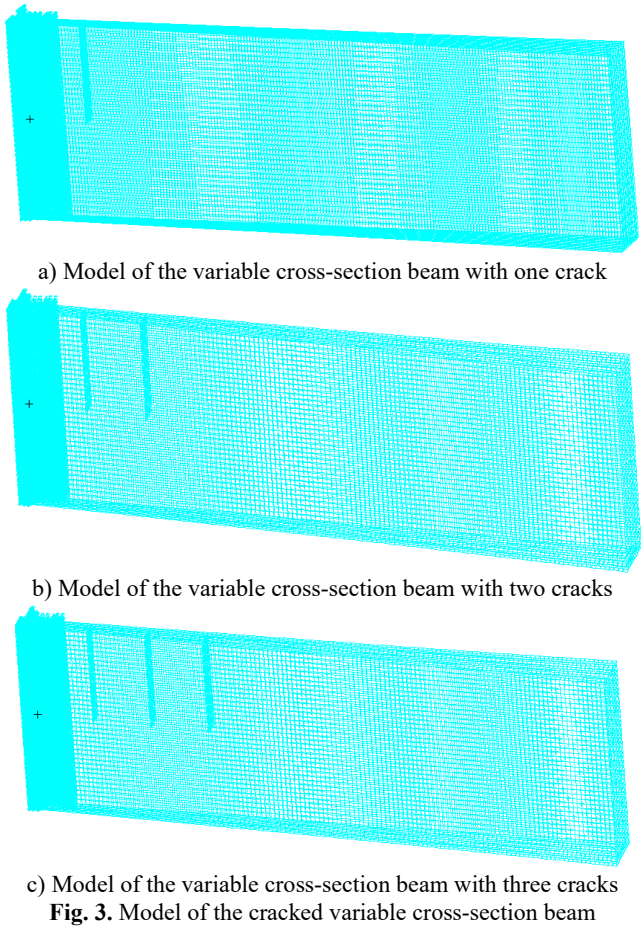 a) Model of the variable cross-section beam with one crack
b) Model of the variable cross-section beam with two cracks
c) Model of the variable cross-section beam with three cracks
Fig. 3. Model of the cracked variable cross-section beam